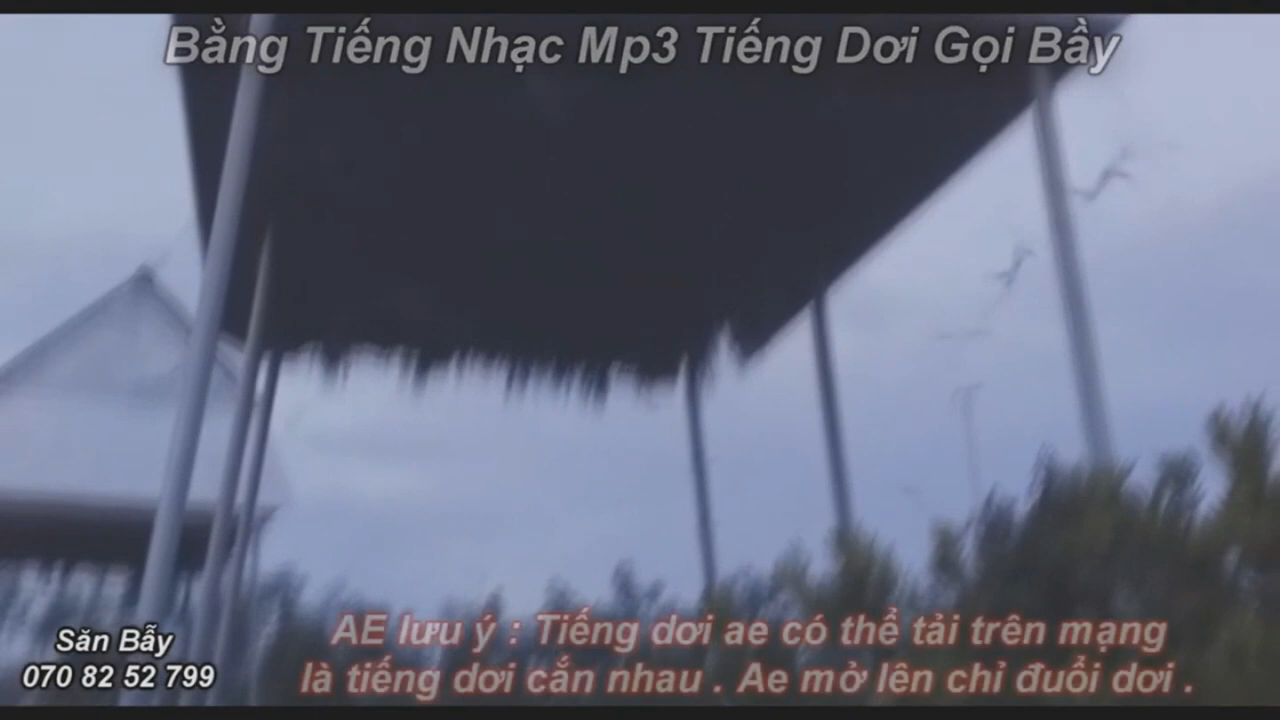 Bằng Tiếng Nhạc Mp3 Tiếng Dơi Gọi Bầy
AE lưu ý : Tiếng dơi ae có thể tải trên mạng
là tiếng dơi cắn nhau . Ae mở lên chỉ đuổi dơi .
Săn Bẫy
070 82 52 799